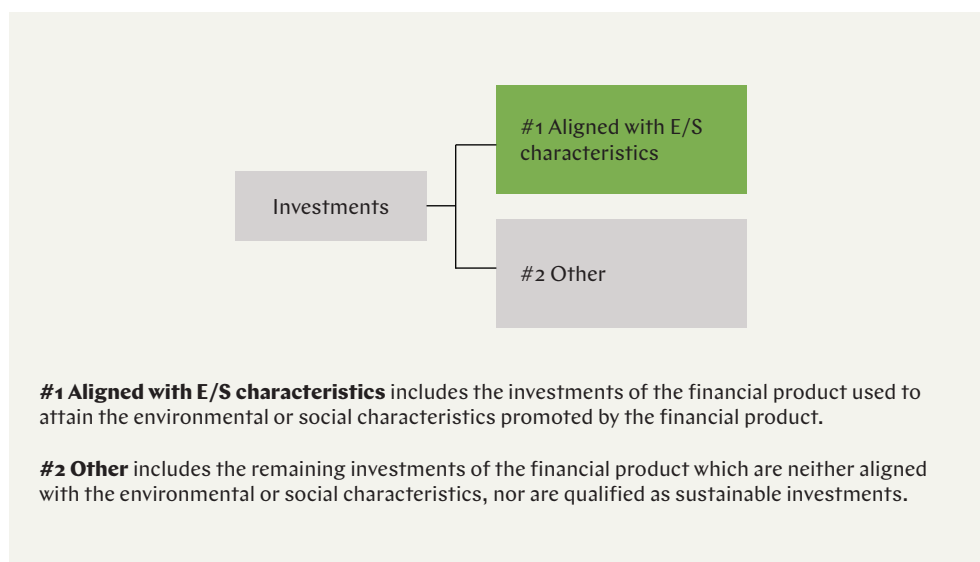 #1 Aligned with E/S
characteristics
Investments
#2 Other
#1 Aligned with E/S characteristics includes the investments of the financial product used to
attain the environmental or social characteristics promoted by the financial product.
#2 Other includes the remaining investments of the financial product which are neither aligned
with the environmental or social characteristics, nor are qualified as sustainable investments.